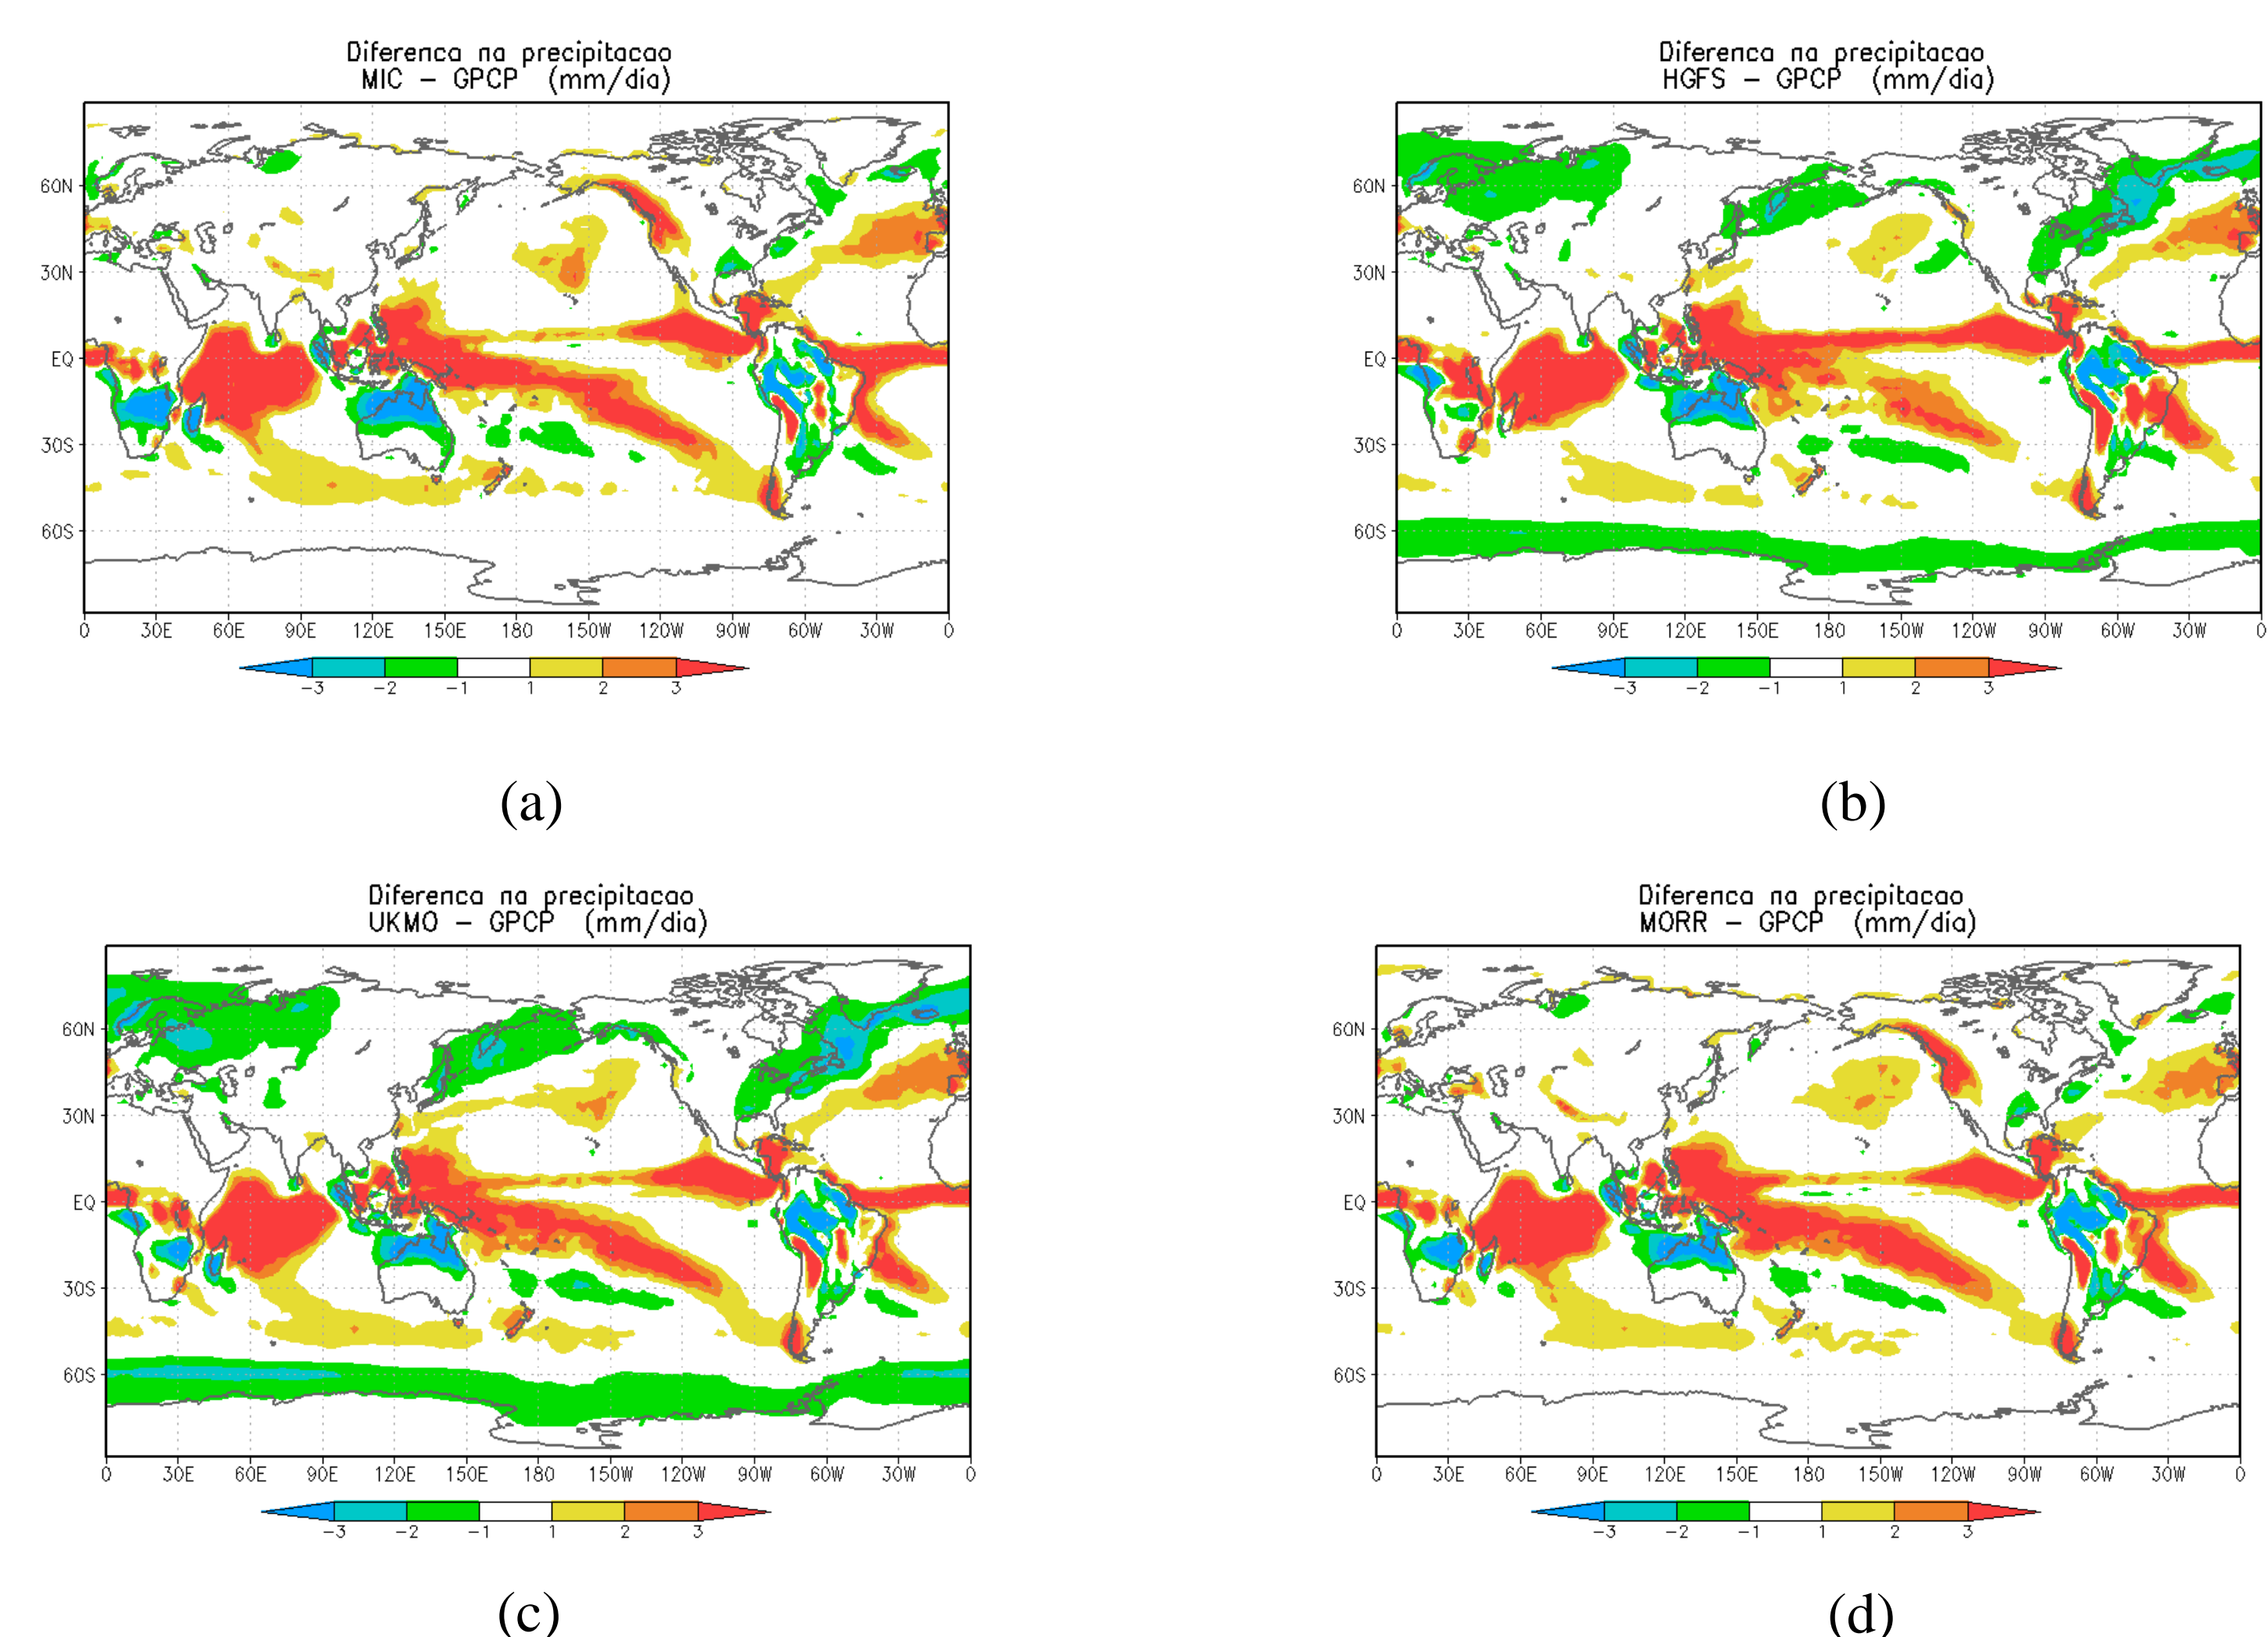 Diferenca na precipitacao
MIC – GPCP (mm/dia)
60N
30N
EQ
30S
60S
0 30E 60E 90E 120E 150E 180 150W 120W 90W 60W 30W 0
-3 -2 -1 1 2 3
(a)
Diferenca na precipitacao
HGFS – GPCP (mm/dia)
60N
30N
EQ
30S
60S
0 30E 60E 90E 120E 150E 180 150W 120W 90W 60W 30W 0
-3 -2 -1 1 2 3
(b)
Diferenca na precipitacao
UKMO – GPCP (mm/dia)
60N
30N
EQ
30S
60S
0 30E 60E 90E 120E 150E 180 150W 120W 90W 60W 30W 0
-3 -2 -1 1 2 3
(c)
Diferenca na precipitacao
MORR – GPCP (mm/dia)
60N
30N
EQ
30S
60S
0 30E 60E 90E 120E 150E 180 150W 120W 90W 60W 30W 0
-3 -2 -1 1 2 3
(d)